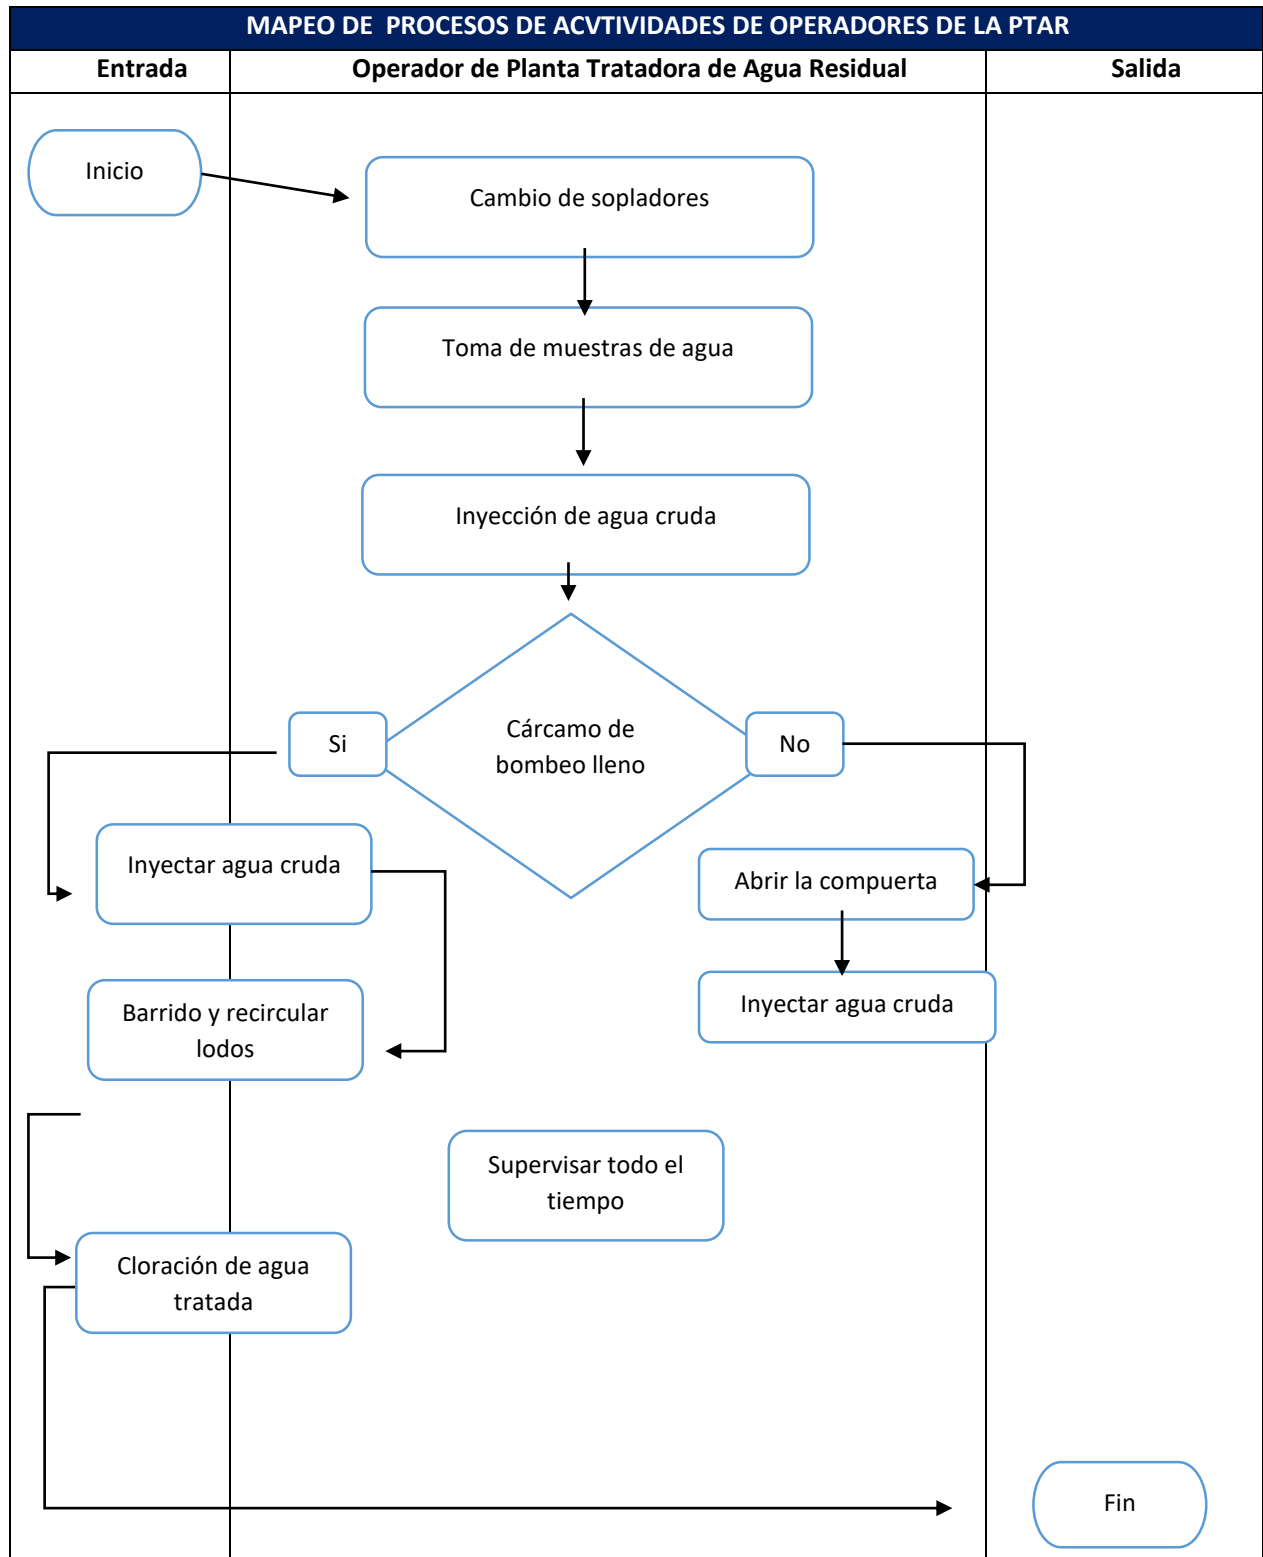 MAPEO DE  PROCESOS DE ACVTIVIDADES DE OPERADORES DE LA PTAR
Entrada
Operador de Planta Tratadora de Agua Residual
Salida
Inicio
Cambio de sopladores
Toma de muestras de agua
Inyección de agua cruda
Cárcamo de
bombeo lleno
Si
No
Inyectar agua cruda
Abrir la compuerta
Barrido y recircular
lodos
Inyectar agua cruda
Supervisar todo el
tiempo
Cloración de agua
tratada
Fin